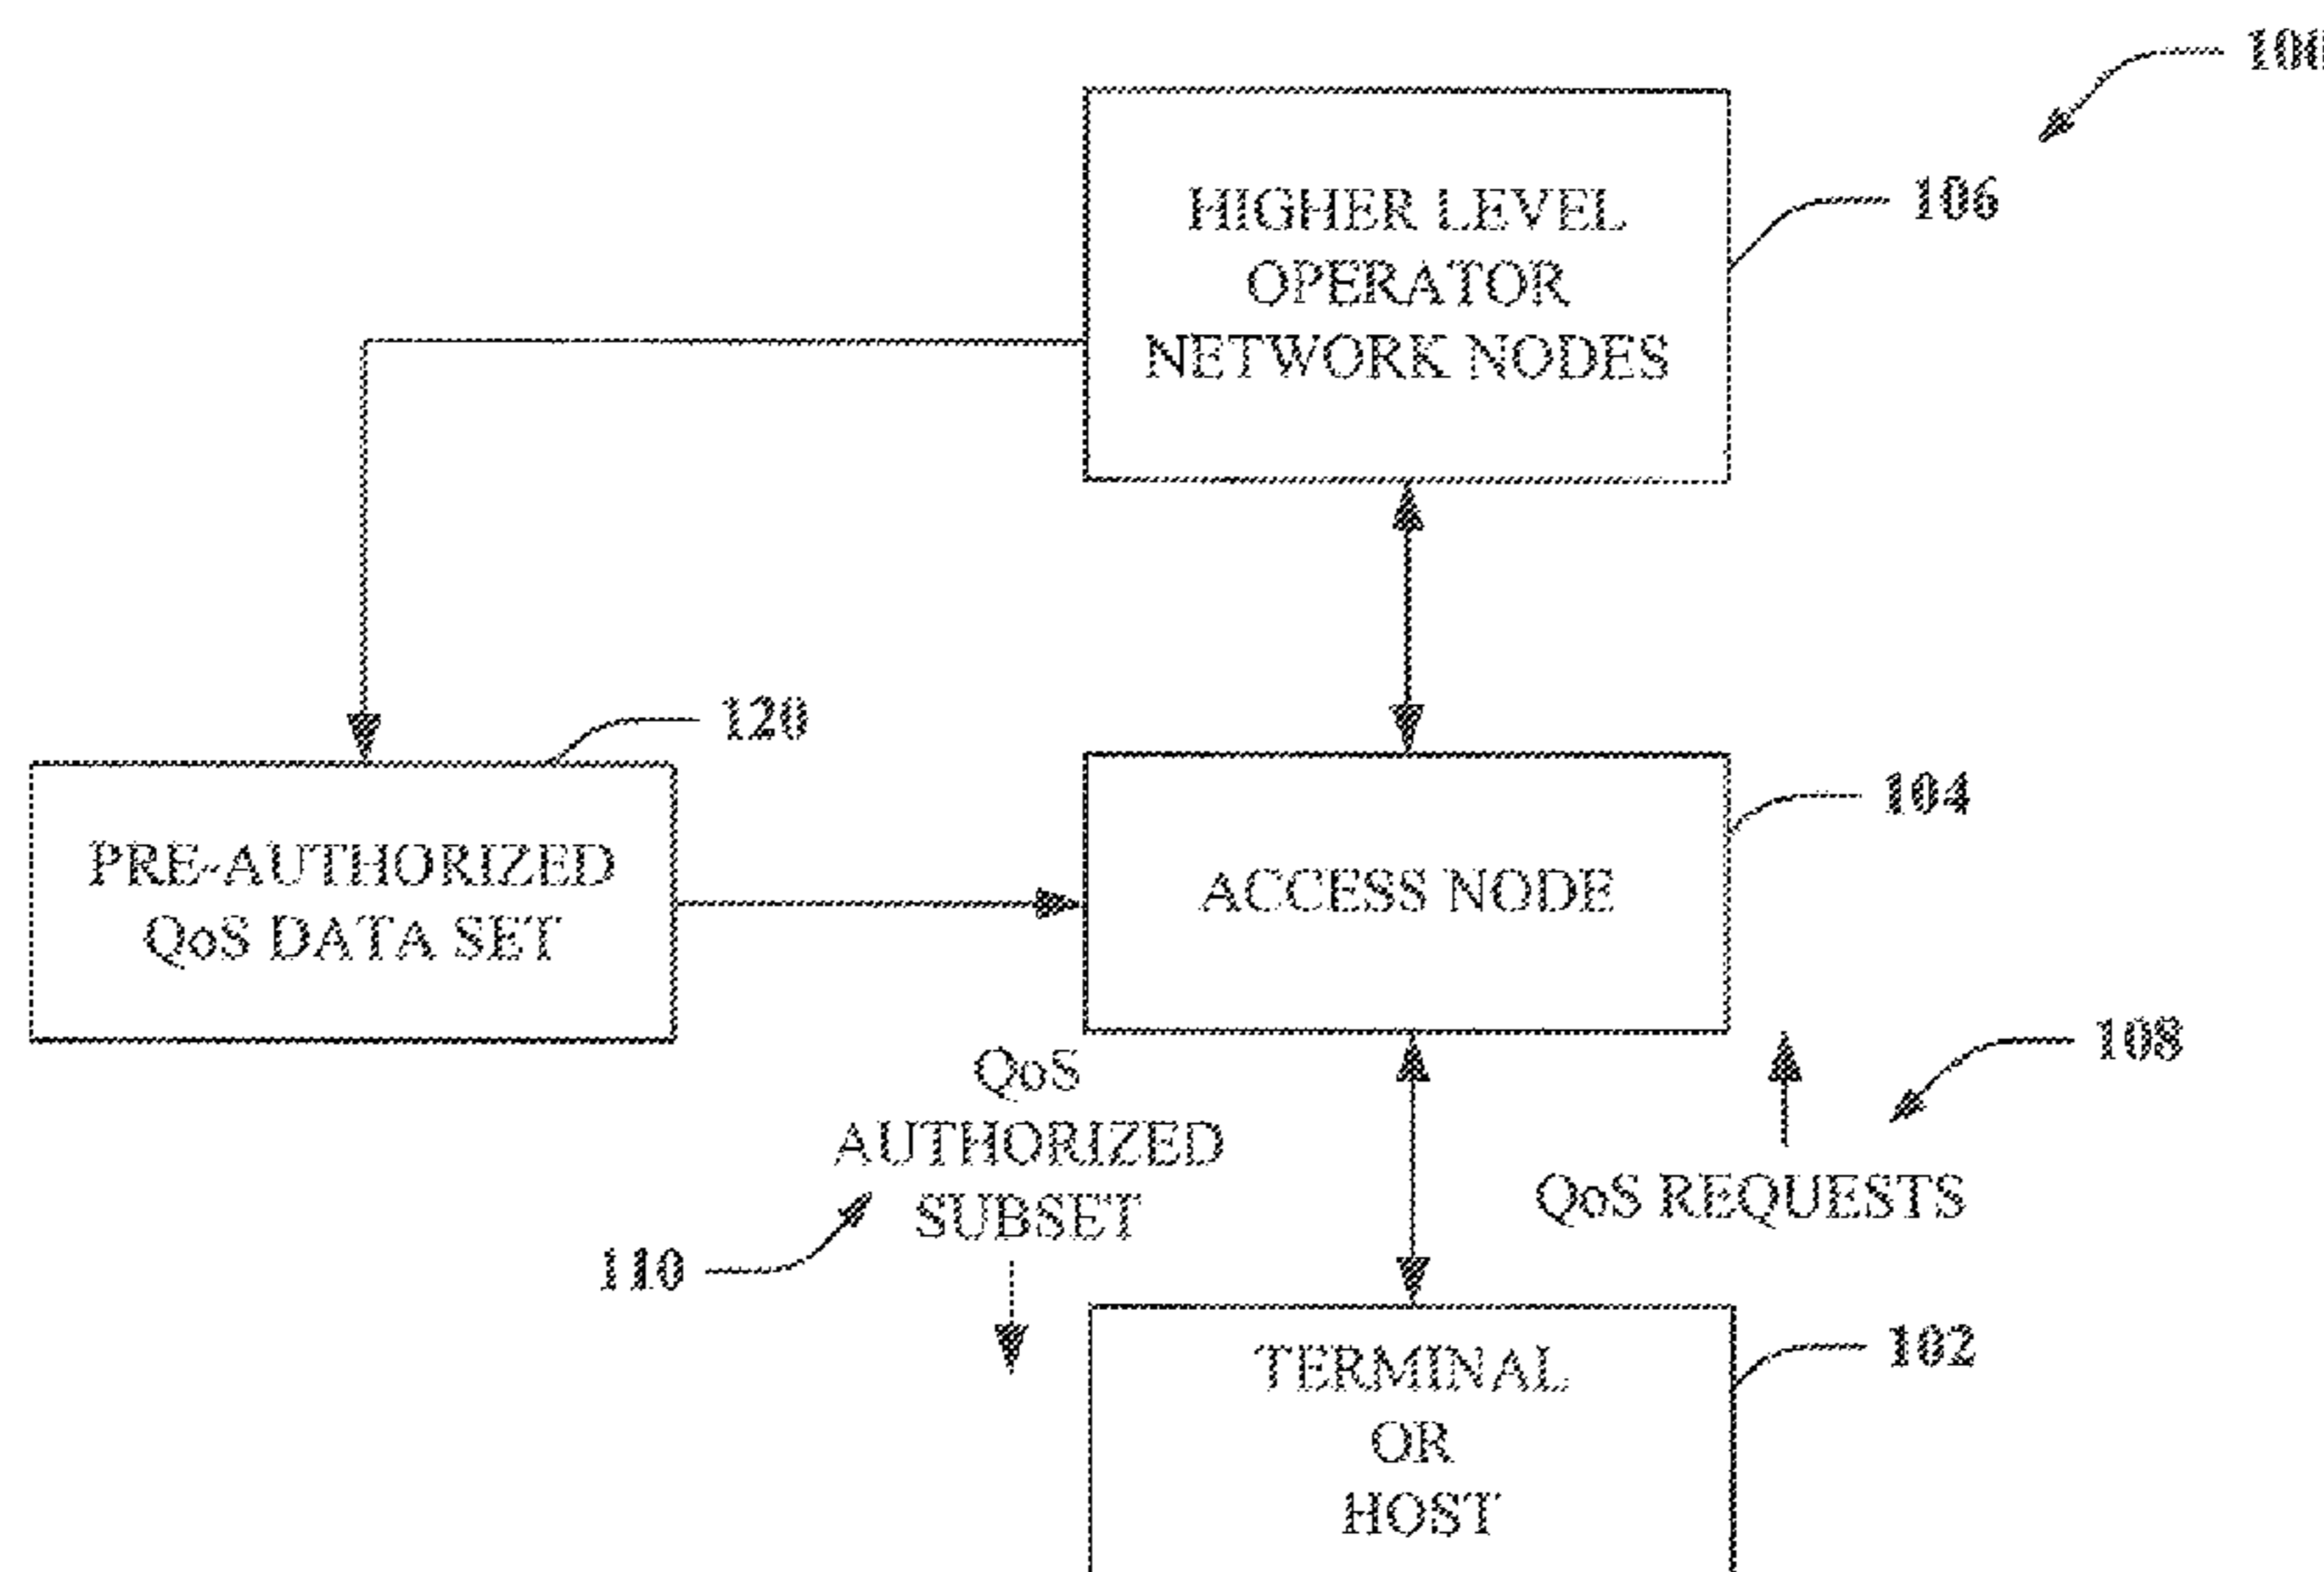 100
HIGHER LEVEL
OPERATOR
NETWORK NODES
106
120
PRE-AUTHORIZED
QoS DATA SET
ACCESS NODE
104
108
QoS
AUTHORIZED
SUBSET
110
QoS REQUESTS
TERMINAL
OR
HOST
102